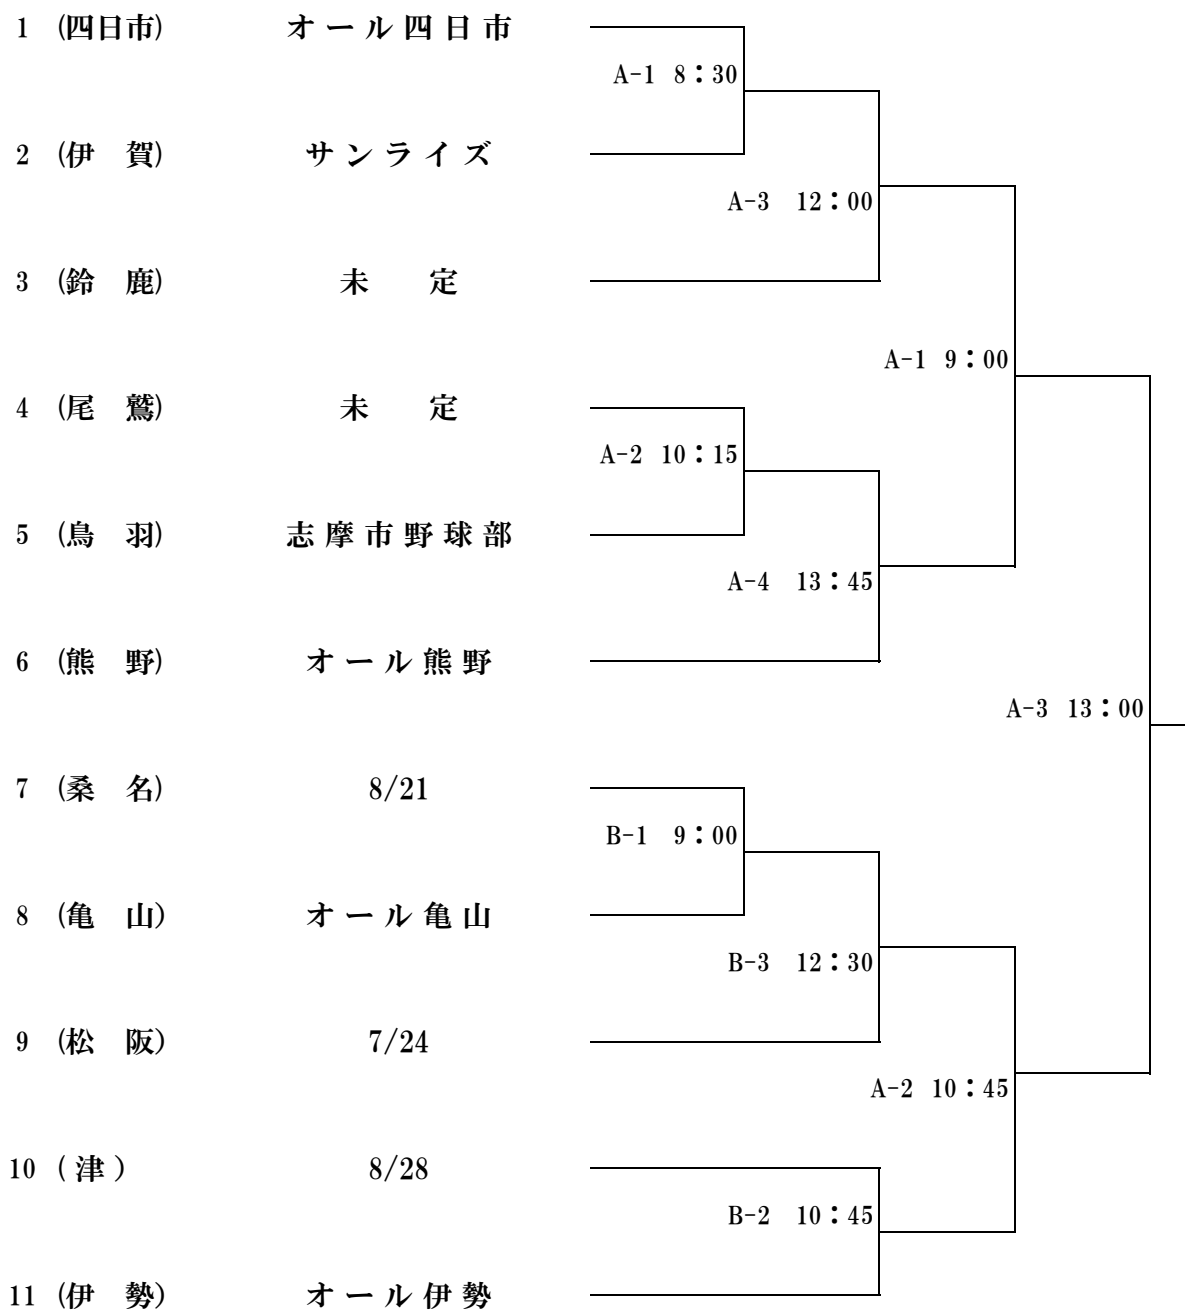 1 (四日市) オール四日市
A-1 8:30
2 (伊 賀) サンライズ
A-3 12:00
3 (鈴 鹿) 未 定
A-1 9:00
4 (尾 鷲) 未 定
A-2 10:15
5 (鳥 羽) 志摩市野球部
A-4 13:45
6 (熊 野) オール熊野
A-3 13:00
7 (桑 名) 8/21
B-1 9:00
8 (亀 山) オール亀山
B-3 12:30
9 (松 阪) 7/24
A-2 10:45
10 (津) 8/28
B-2 10:45
11 (伊 勢) オール伊勢